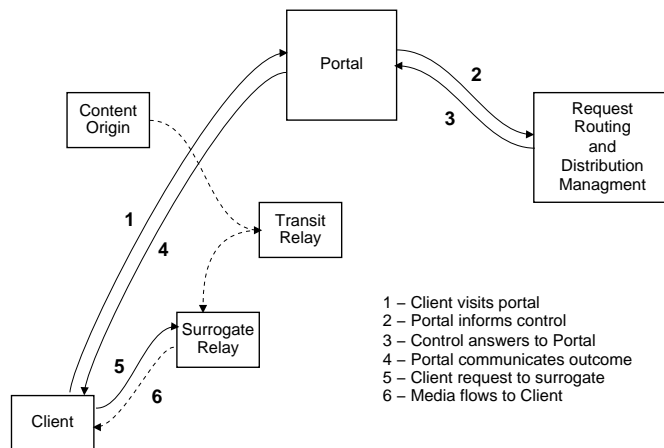 Portal
2
3
Request
Routing
and
Distribution
Managment
Content
Origin
1
4
Transit
Relay
Surrogate
Relay
5
6
Client
1 – Client visits portal
2 – Portal informs control
3 – Control answers to Portal
4 – Portal communicates outcome
5 – Client request to surrogate
6 – Media flows to Client